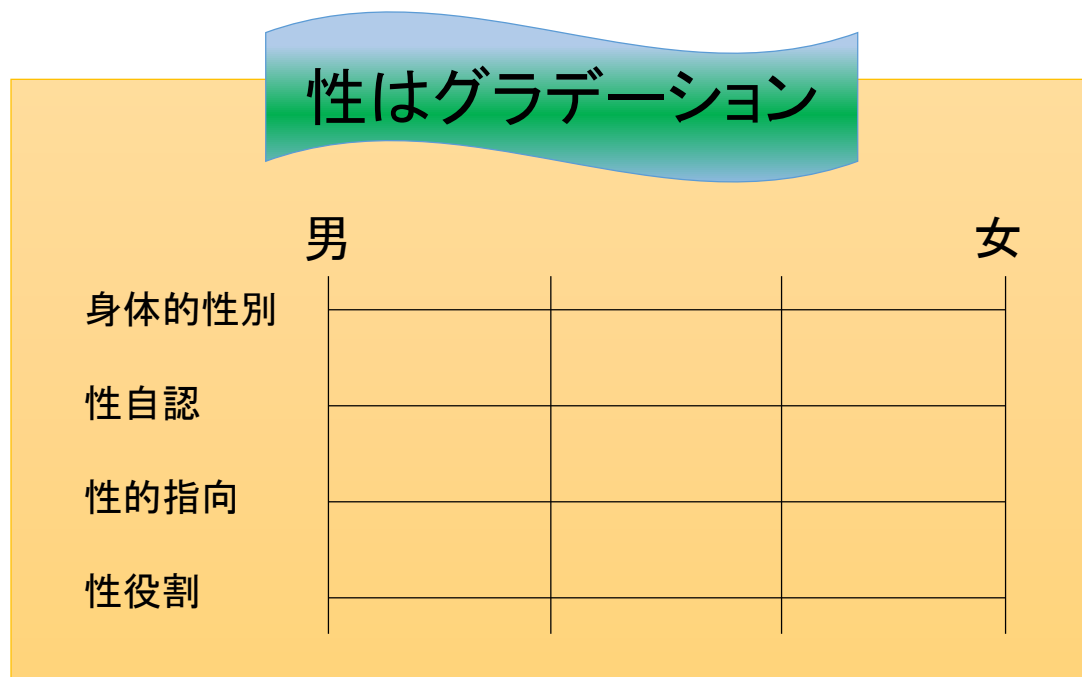 性はグラデーション
男 女
身体的性別
性自認
性的指向
性役割